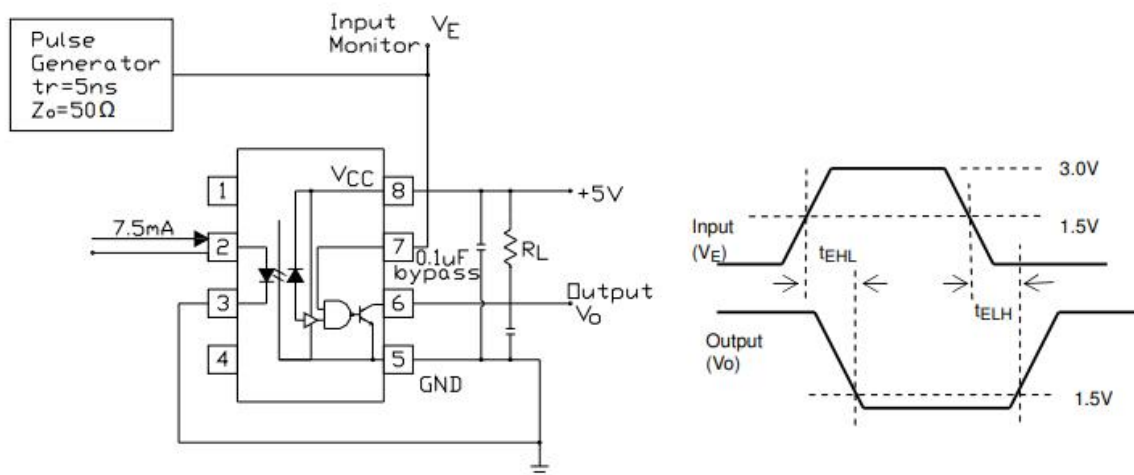 Pulse
Generator
tr=5ns
Zo=50Ω
Input
Monitor
VE
VCC
1
2
3
4
8
7
6
5
7.5mA
+5V
0.1uF
bypass
RL
Output
Vo
GND
3.0V
1.5V
Input
(VE)
tEHL
tELH
Output
(Vo)
1.5V